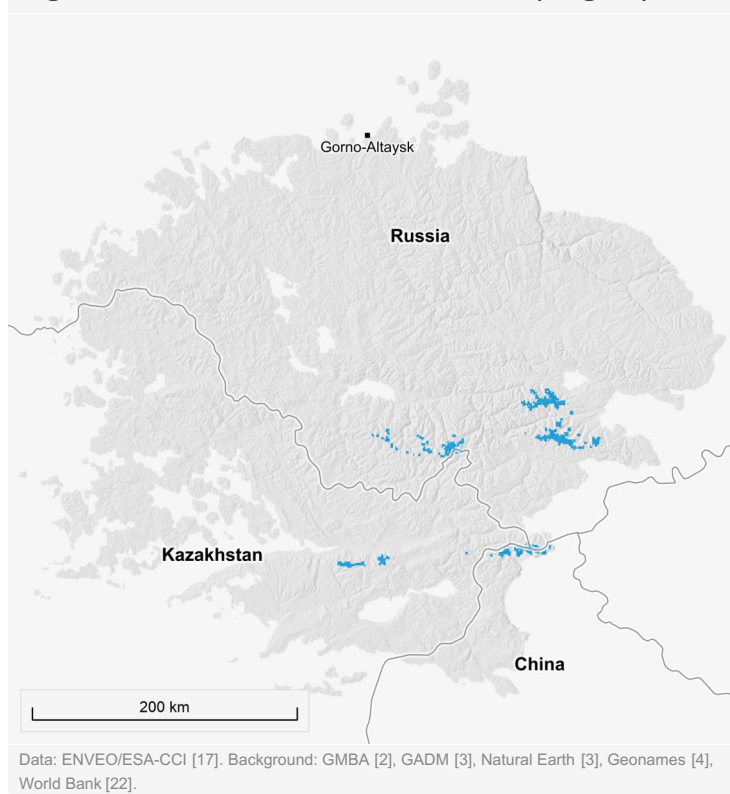 Gorno-Altaysk
Russia
Kazakhstan
China
200 km
Data: ENVEO/ESA-CCI [17]. Background: GMBA [2], GADM [3], Natural Earth [3], Geonames [4],
World Bank [22].